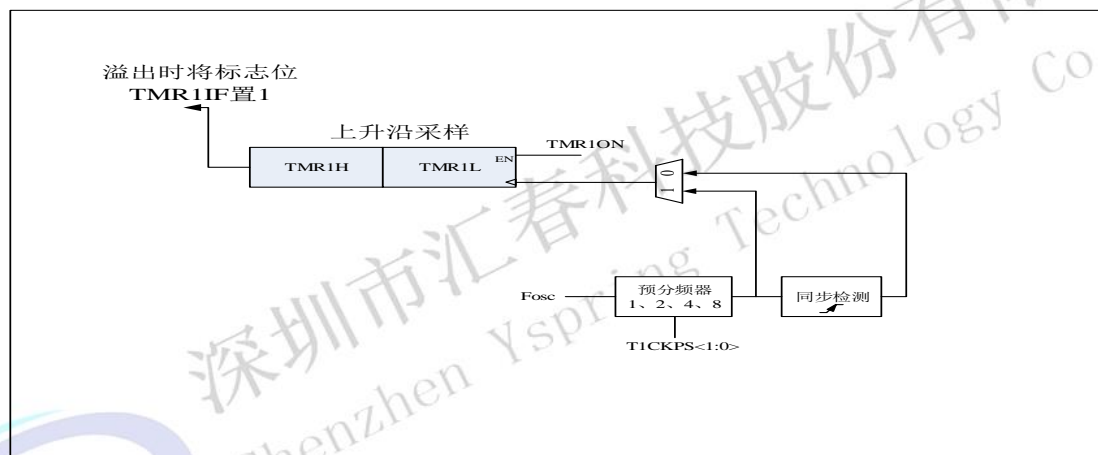 溢出时将标志位
TMR1IF置1
上升沿采样
TMR1H
TMR1L
EN
TMR1ON
1 0
Fosc
预分频器
1、2、4、8
同步检测
T1CKPS<1:0>
深圳市汇春科技股份有
Shenzhen Yspring Technology Co